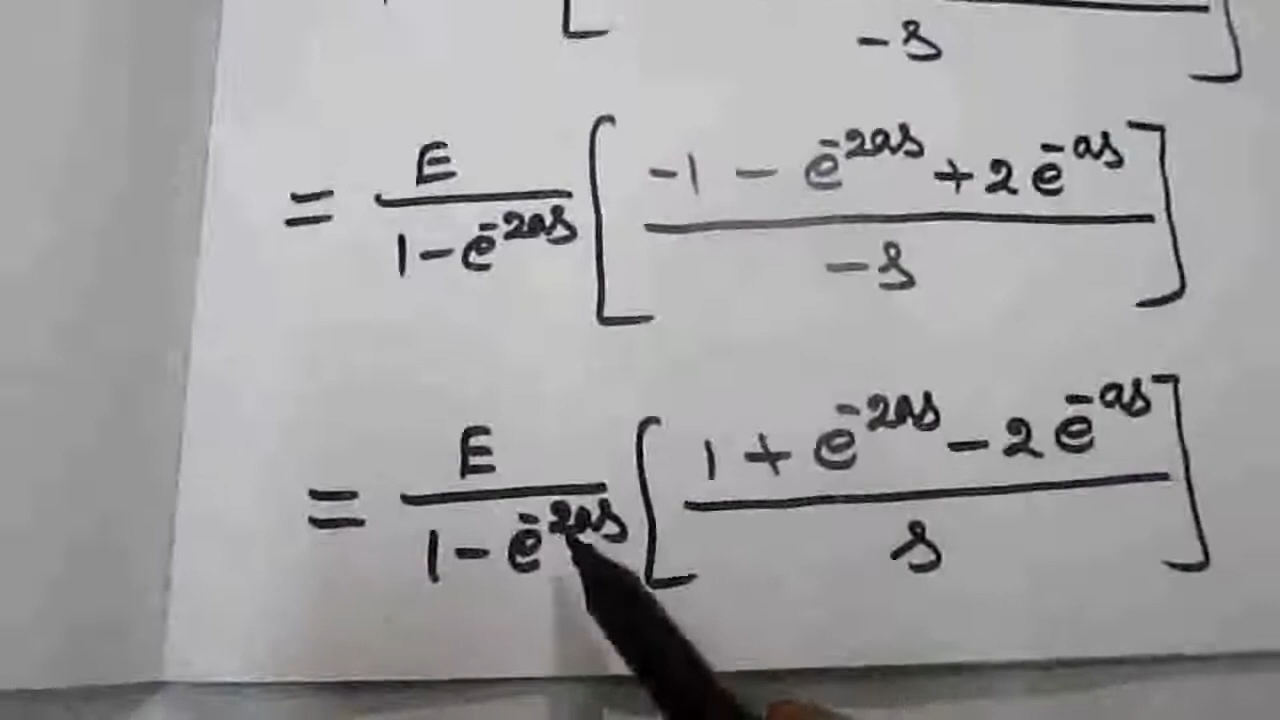 -s
= E/(1-e^-2as) [(-1 - e^-2as + 2e^-as)/(-s)]
= E/(1-e^-2as) [(1 + e^-2as - 2e^-as)/s]